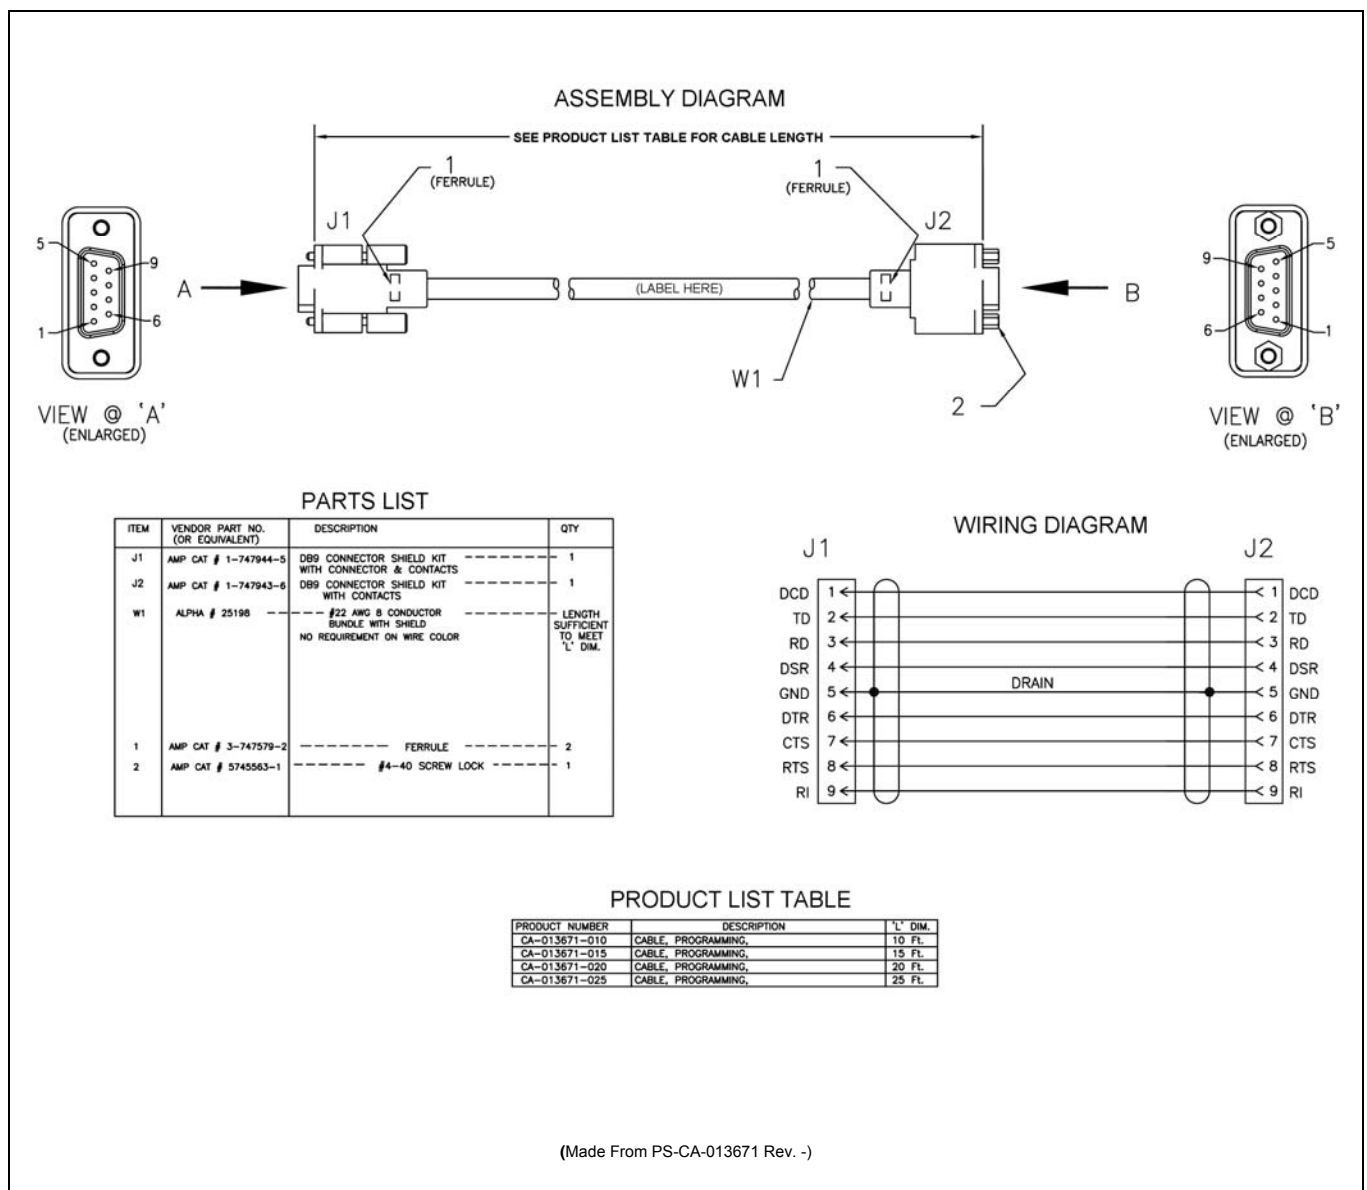 ASSEMBLY DIAGRAM
SEE PRODUCT LIST TABLE FOR CABLE LENGTH
1
(FERRULE)
1
(FERRULE)
J1
J2
5
9
1
6
A
(LABEL HERE)
B
9
5
6
1
W1
2
VIEW @ 'A'
(ENLARGED)
VIEW @ 'B'
(ENLARGED)
PARTS LIST
ITEM VENDOR PART NO. DESCRIPTION QTY
(OR EQUIVALENT)
J1 AMP CAT # 1-747944-5 DB9 CONNECTOR SHIELD KIT 1
WITH CONNECTOR & CONTACTS
J2 AMP CAT # 1-747943-6 DB9 CONNECTOR SHIELD KIT 1
WITH CONTACTS
W1 ALPHA # 25198 #22 AWG 8 CONDUCTOR LENGTH
BUNDLE WITH SHIELD SUFFICIENT
NO REQUIREMENT ON WIRE COLOR TO MEET
'L' DIM.
1 AMP CAT # 3-747579-2 FERRULE 2
2 AMP CAT # 5745563-1 #4-40 SCREW LOCK 1
WIRING DIAGRAM
J1 J2
DCD 1 1 DCD
TD 2 2 TD
RD 3 3 RD
DSR 4 4 DSR
GND 5 DRAIN 5 GND
DTR 6 6 DTR
CTS 7 7 CTS
RTS 8 8 RTS
RI 9 9 RI
PRODUCT LIST TABLE
PRODUCT NUMBER DESCRIPTION 'L' DIM.
CA-013671-010 CABLE, PROGRAMMING, 10 Ft.
CA-013671-015 CABLE, PROGRAMMING, 15 Ft.
CA-013671-020 CABLE, PROGRAMMING, 20 Ft.
CA-013671-025 CABLE, PROGRAMMING, 25 Ft.
(Made From PS-CA-013671 Rev. -)